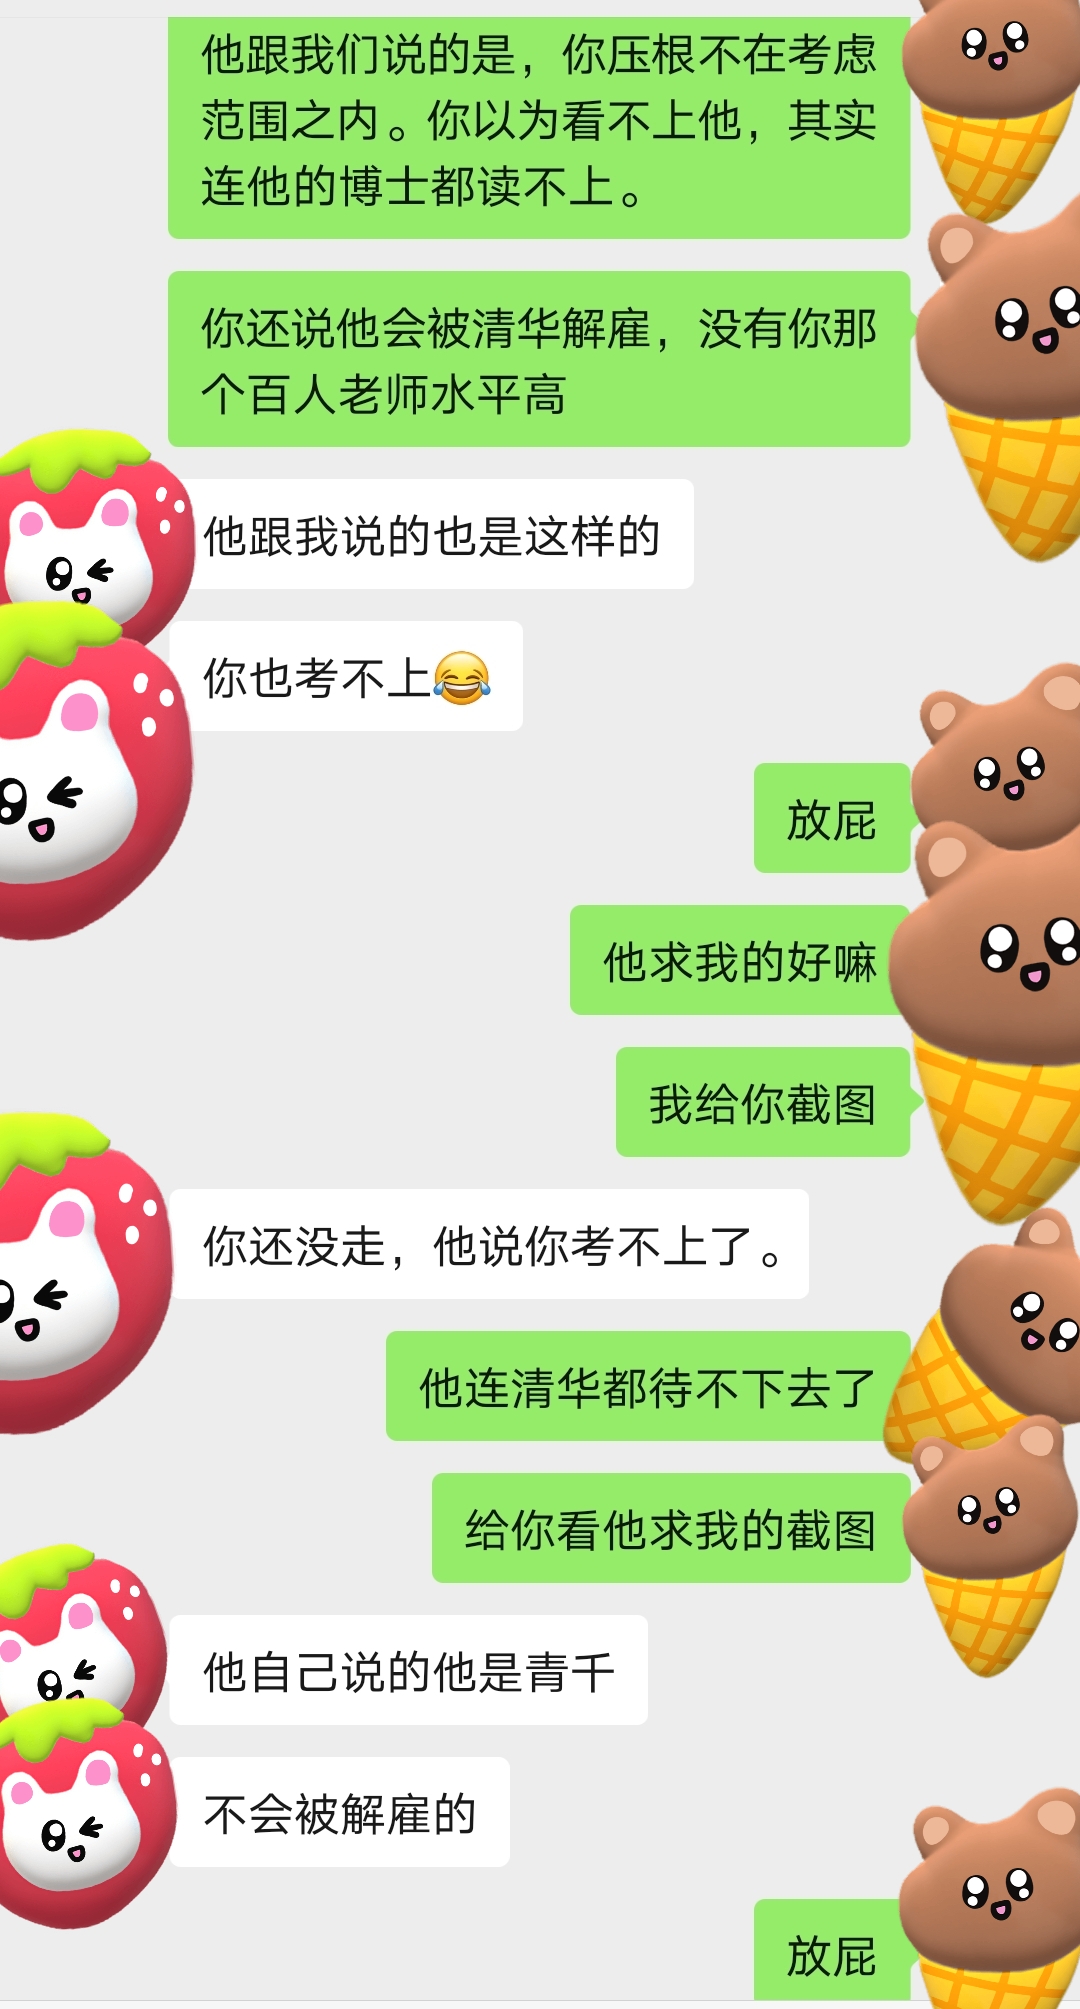 他跟我们说的是，你压根不在考虑
范围之内。你以为看不上他，其实
连他的博士都读不上。
你还说他会被清华解雇，没有你那
个百人老师水平高
他跟我说的也是这样的
你也考不上😂
放屁
他求我的好嘛
我给你截图
你还没走，他说你考不上了。
他连清华都待不下去了
给你看他求我的截图
他自己说的他是青千
不会被解雇的
放屁